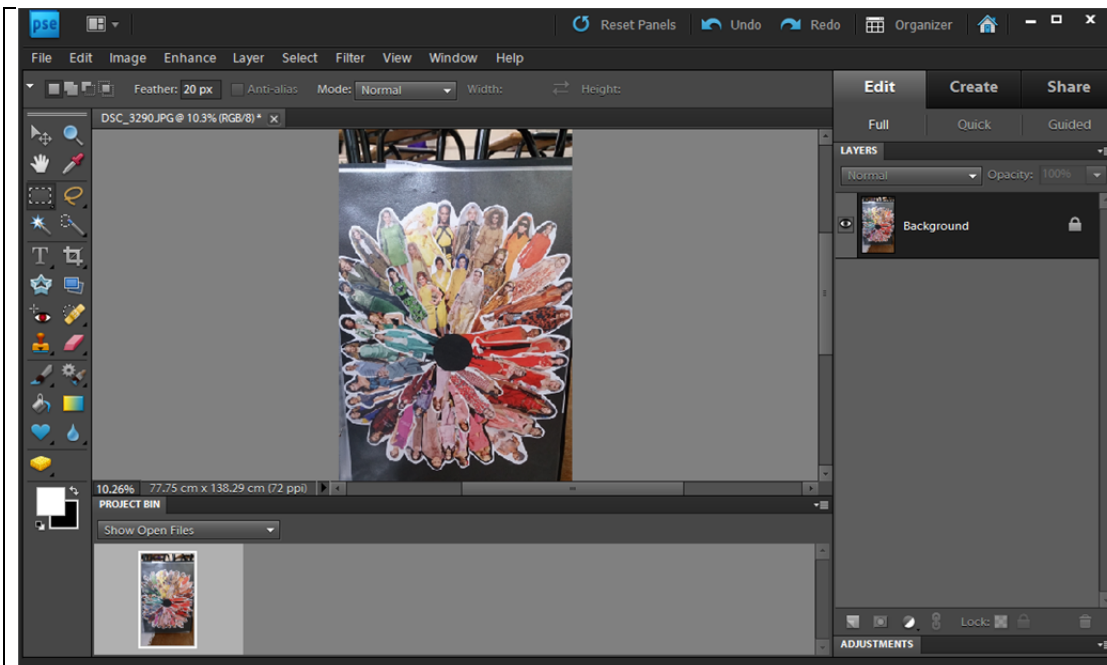 pse
Reset Panels Undo Redo Organizer
File Edit Image Enhance Layer Select Filter View Window Help
Feather: 20 px Anti-alias Mode: Normal Width: Height:
Edit Create Share
DSC_3290.JPG @ 10.3% (RGB/8) * x
Full Quick Guided
LAYERS
Normal Opacity: 100%
Background
T
10.26% 77.75 cm x 138.29 cm (72 ppi)
PROJECT BIN
Show Open Files
Lock:
ADJUSTMENTS